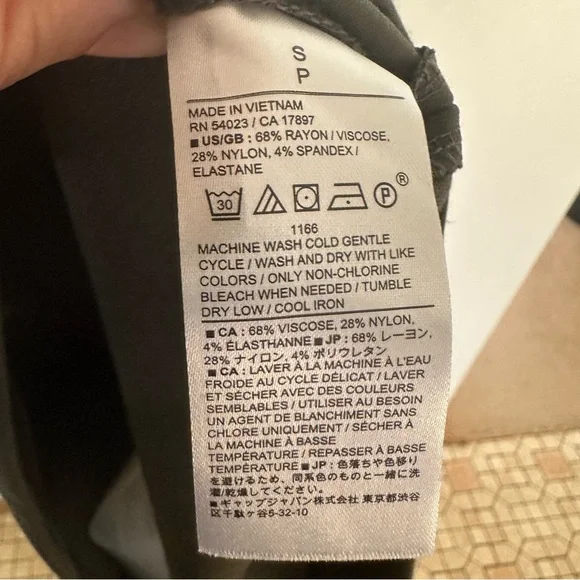 S
P
MADE IN VIETNAM
RN 54023 / CA 17897
■ US/GB : 68% RAYON / VISCOSE,
28% NYLON, 4% SPANDEX /
ELASTANE
30 P ®
1166
MACHINE WASH COLD GENTLE
CYCLE / WASH AND DRY WITH LIKE
COLORS / ONLY NON-CHLORINE
BLEACH WHEN NEEDED / TUMBLE
DRY LOW / COOL IRON
■ CA : 68% VISCOSE, 28% NYLON,
4% ÉLASTHANNE ■ JP : 68% レーヨン,
28% ナイロン, 4% ポリウレタン
■ CA : LAVER À LA MACHINE À L'EAU
FROIDE AU CYCLE DÉLICAT / LAVER
ET SÉCHER AVEC DES COULEURS
SEMBLABLES / UTILISER AU BESOIN
UN AGENT DE BLANCHIMENT SANS
CHLORE UNIQUEMENT / SÉCHER À
LA MACHINE À BASSE
TEMPÉRATURE / REPASSER À BASSE
TEMPÉRATURE ■ JP : 色落ちや色移り
を避けるため、同系色のものと一緒に洗
濯/乾燥してください。
■ ギャップジャパン株式会社 東京都渋谷
区千駄ヶ谷5-32-10